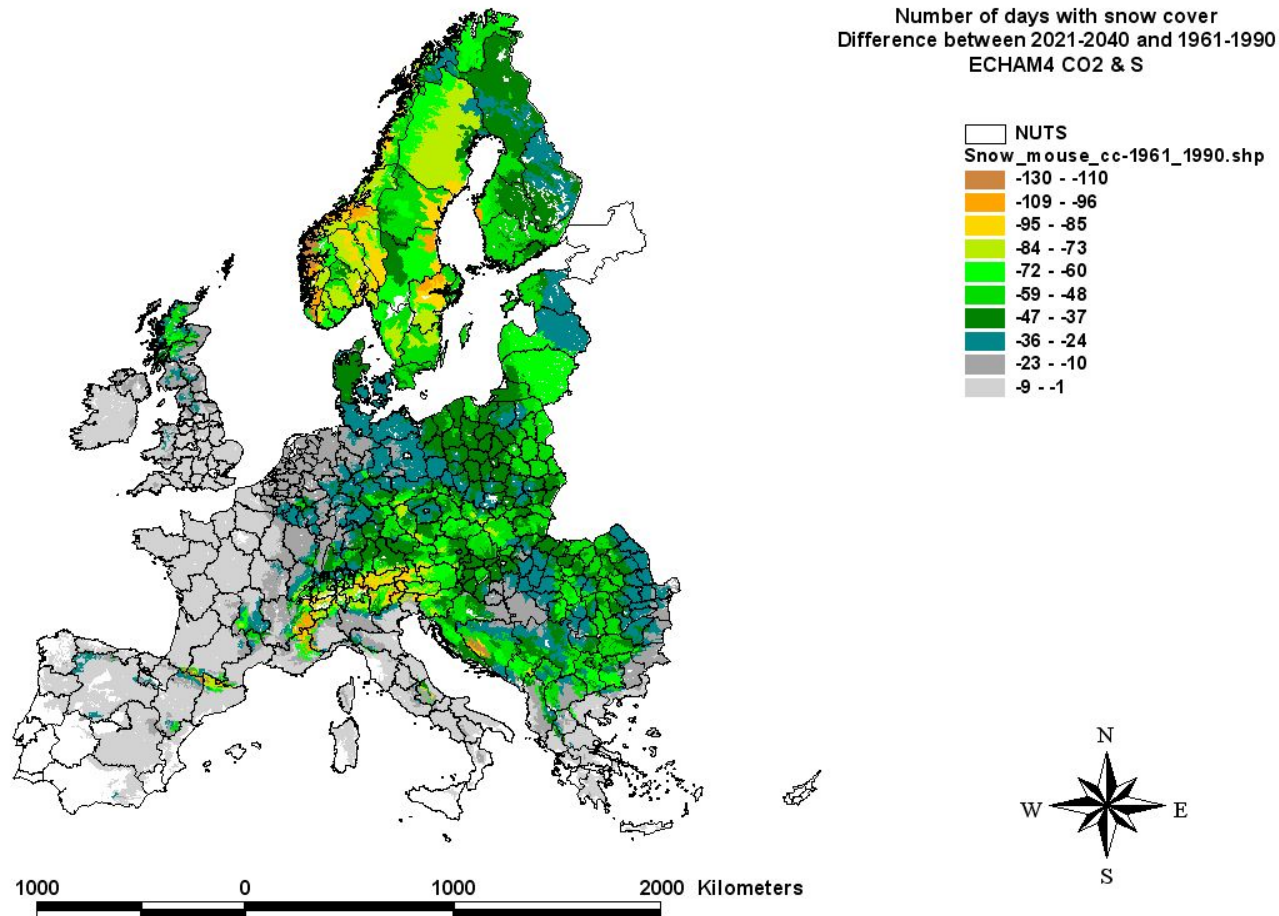 Number of days with snow cover
Difference between 2021-2040 and 1961-1990
ECHAM4 CO2 & S
NUTS
Snow_mouse_cc-1961_1990.shp
-130 - -110
-109 - -96
-95 - -85
-84 - -73
-72 - -60
-59 - -48
-47 - -37
-36 - -24
-23 - -10
-9 - -1
N
W E
S
1000 0 1000 2000 Kilometers